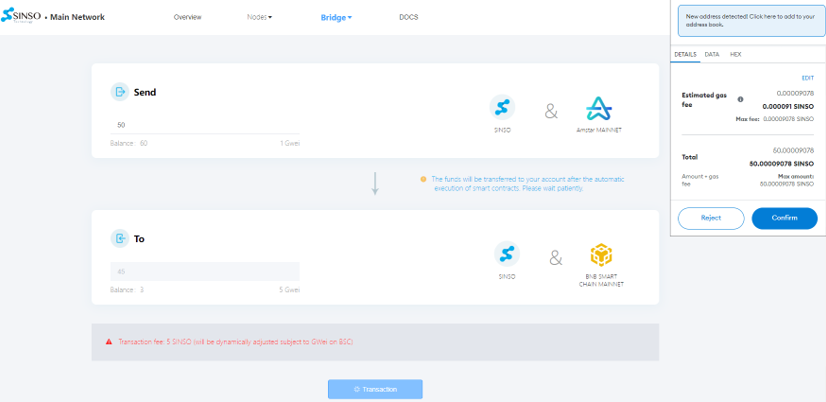 SINSO
Technology
• Main Network
Overview
Nodes
Bridge
DOCS
Send
50
Balance : 60
1 Gwei
SINSO
&
Amstar MAINNET
The funds will be transferred to your account after the automatic
execution of smart contracts. Please wait patiently.
To
45
Balance : 3
5 Gwei
SINSO
&
BNB SMART
CHAIN MAINNET
Transaction fee: 5 SINSO (will be dynamically adjusted subject to GWei on BSC)
Transaction
New address detected! Click here to add to your
address book.
DETAILS
DATA
HEX
EDIT
Estimated gas
fee
0.00009078
0.000091 SINSO
Max fee: 0.00009078 SINSO
Total
50.00009078
50.00009078 SINSO
Amount + gas
fee
Max amount:
50.00009078 SINSO
Reject
Confirm